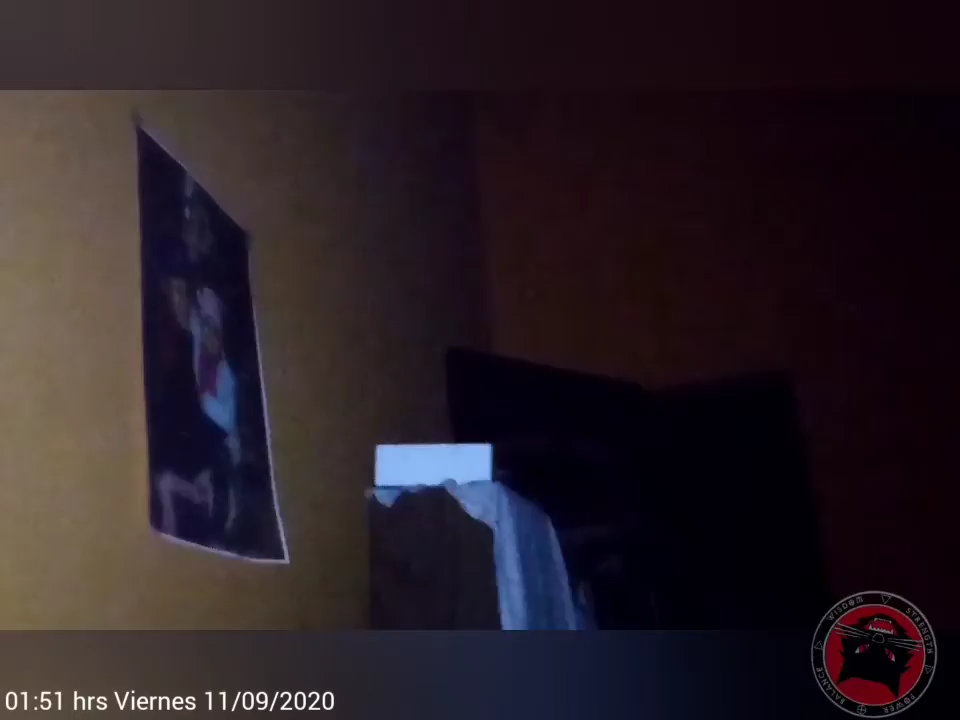 WISDOM
STRENGTH
BALANCE
POWER
01:51 hrs Viernes 11/09/2020